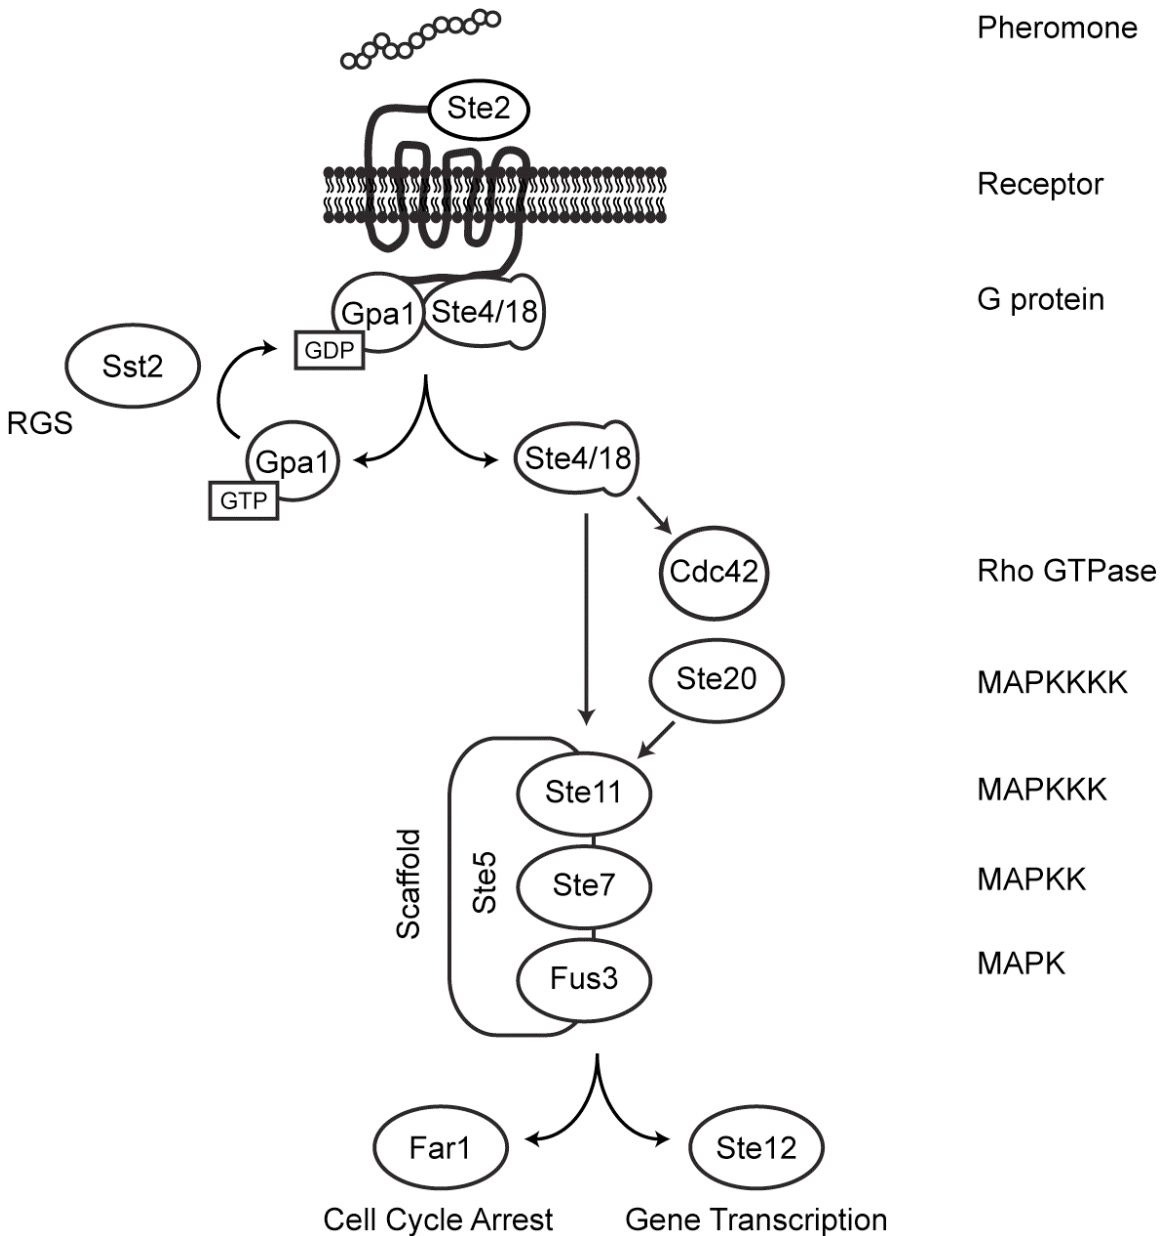 Pheromone
Ste2
Receptor
G protein
Gpa1
Ste4/18
GDP
Sst2
RGS
Gpa1
GTP
Ste4/18
Cdc42
Rho GTPase
Ste20
MAPKKKK
Ste11
MAPKKK
Scaffold
Ste5
Ste7
MAPKK
Fus3
MAPK
Far1
Ste12
Cell Cycle Arrest
Gene Transcription